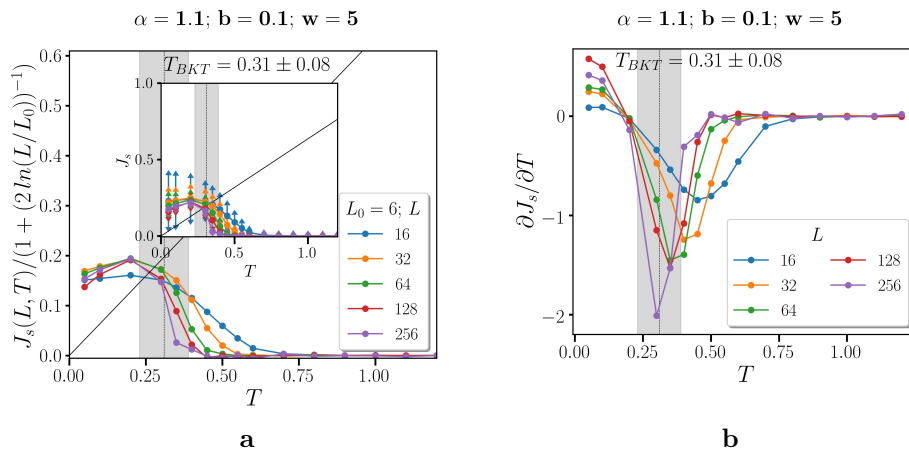 α = 1.1; b = 0.1; w = 5
J_s(L, T)/(1 + (2 ln(L/L_0))^{-1})
0.6
0.5
0.4
0.3
0.2
0.1
0.0
0.00
0.25
0.50
0.75
1.00
T
T_{BKT} = 0.31 ± 0.08
J_s
1.0
0.5
0.0
0.0
0.5
1.0
T
L_0 = 6; L
16
32
64
128
256
a
α = 1.1; b = 0.1; w = 5
∂J_s/∂T
0
−1
−2
0.00
0.25
0.50
0.75
1.00
T
T_{BKT} = 0.31 ± 0.08
L
16
32
64
128
256
b